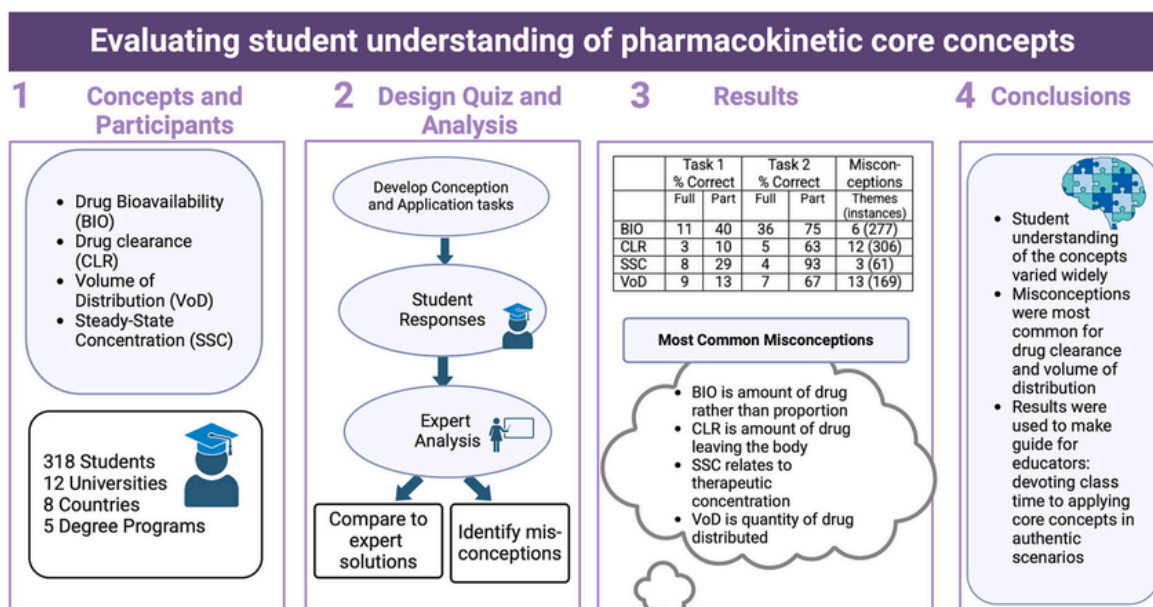 Evaluating student understanding of pharmacokinetic core concepts
1 Concepts and
Participants
• Drug Bioavailability
(BIO)
• Drug clearance
(CLR)
• Volume of
Distribution (VoD)
• Steady-State
Concentration (SSC)
318 Students
12 Universities
8 Countries
5 Degree Programs
2 Design Quiz and
Analysis
Develop Conception
and Application tasks
Student
Responses
Expert
Analysis
Compare to
expert
solutions
Identify mis-
conceptions
3 Results
Task 1 Task 2 Miscon-
% Correct % Correct ceptions
Full Part Full Part Themes
(instances)
BIO 11 40 36 75 6 (277)
CLR 3 10 5 63 12 (306)
SSC 8 29 4 93 3 (61)
VoD 9 13 7 67 13 (169)
Most Common Misconceptions
• BIO is amount of drug
rather than proportion
• CLR is amount of drug
leaving the body
• SSC relates to
therapeutic
concentration
• VoD is quantity of drug
distributed
4 Conclusions
• Student
understanding
of the concepts
varied widely
• Misconceptions
were most
common for
drug clearance
and volume of
distribution
• Results were
used to make
guide for
educators:
devoting class
time to applying
core concepts in
authentic
scenarios